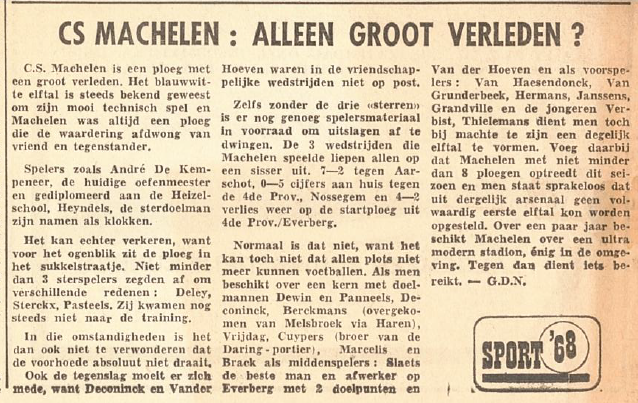 CS MACHELEN : ALLEEN GROOT VERLEDEN ?
C.S. Machelen is een ploeg met
een groot verleden. Het blauwwit-
te elftal is steeds bekend geweest
om zijn mooi technisch spel en
Machelen was altijd een ploeg
die de waardering afdwong van
vriend en tegenstander.
Spelers zoals André De Kem-
peneer, de huidige oefenmeester
en gediplomeerd aan de Heizel-
school, Heyndels, de sterdoelman
zijn namen als klokken.
Het kan echter verkeren, want
voor het ogenblik zit de ploeg in
het sukkelstraatje. Niet minder
dan 3 sterspelers zegden af om
verschillende redenen : Deley,
Sterckx, Pasteels. Zij kwamen nog
steeds niet naar de training.
In die omstandigheden is het
dan ook niet te verwonderen dat
de voorhoede absoluut niet draait.
Ook de tegenslag moeit er zich
mede, want Deconinck en Vander
Hoeven waren in de vriendschap-
pelijke wedstrijden niet op post.
Zelfs zonder de drie «sterren»
is er nog genoeg spelersmateriaal
in voorraad om uitslagen af te
dwingen. De 3 wedstrijden die
Machelen speelde liepen allen op
een sisser uit. 7—2 tegen Aar-
schot, 0—5 cijfers aan huis tegen
de 4de Prov., Nossegem en 4—2
verlies weer op de startploeg uit
4de Prov./Everberg.
Normaal is dat niet, want het
kan toch niet dat allen plots niet
meer kunnen voetballen. Als men
beschikt over een kern met doel-
mannen Dewin en Panneels, De-
coninck, Berckmans (overgeko-
men van Melsbroek via Haren),
Vrijdag, Cuypers (broer van de
Daring-portier), Marcelis en
Braek als middenspelers : Slaets
de beste man en afwerker op
Everberg met 2 doelpunten en
Van der Hoeven en als voorspe-
lers : Van Haesendonck, Van
Grunderbeek, Hermans, Janssens,
Grandville en de jongeren Ver-
bist, Thielemans dient men toch
bij machte te zijn een degelijk
elftal te vormen. Voeg daarbij
dat Machelen met niet minder
dan 8 ploegen optreedt dit sei-
zoen en men staat sprakeloos dat
uit dergelijk arsenaal geen vol-
waardig eerste elftal kon worden
opgesteld. Over een paar jaar be-
schikt Machelen over een ultra
modern stadion, énig in de omge-
ving. Tegen dan dient iets be-
reikt. — G.D.N.
SPORT '68